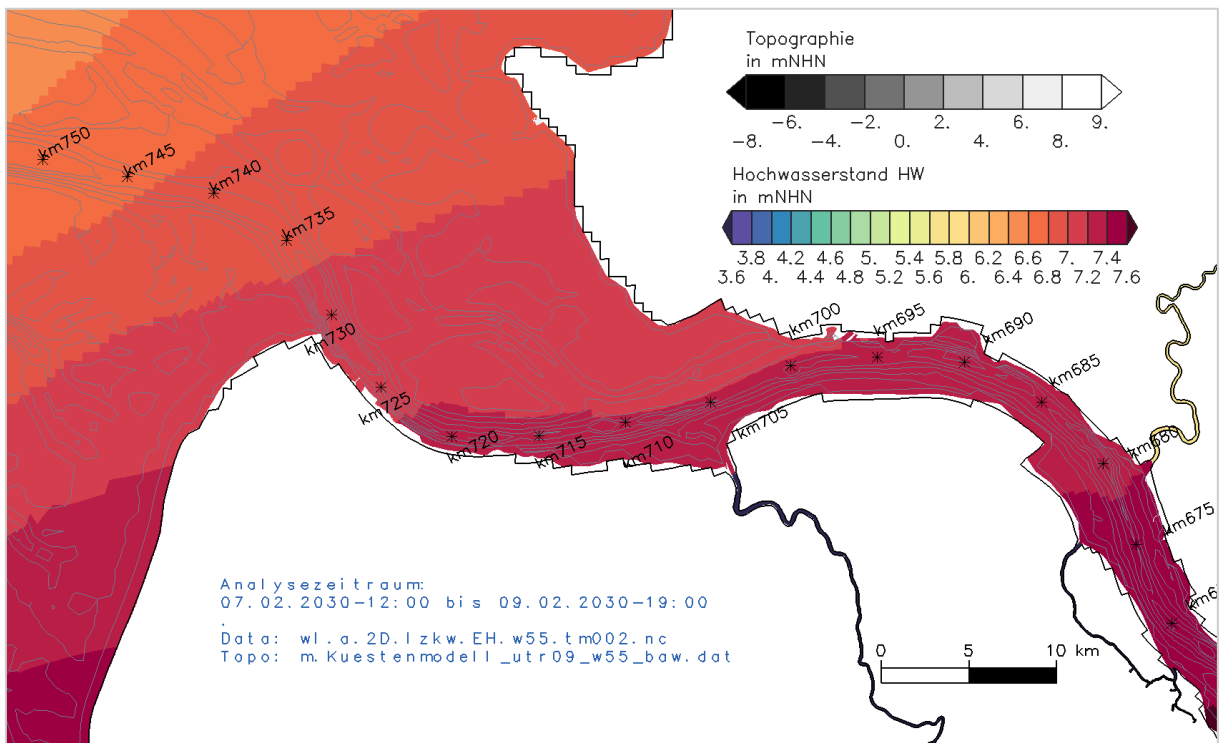 Topographie
in mNHN
-6. -2. 2. 6. 9.
-8. -4. 0. 4. 8.
Hochwasserstand HW
in mNHN
3.8 4.2 4.6 5. 5.4 5.8 6.2 6.6 7. 7.4
3.6 4. 4.4 4.8 5.2 5.6 6. 6.4 6.8 7.2 7.6
km750
km745
km740
km735
km730
km725
km720
km715
km710
km705
km700
km695
km690
km685
km680
km675
Analysezeitraum:
07.02.2030-12:00 bis 09.02.2030-19:00
.
Data: wl.a.2D.lzkw.EH.w55.tm002.nc
Topo: m.Kuestenmodell_utr09_w55_baw.dat
0 5 10 km